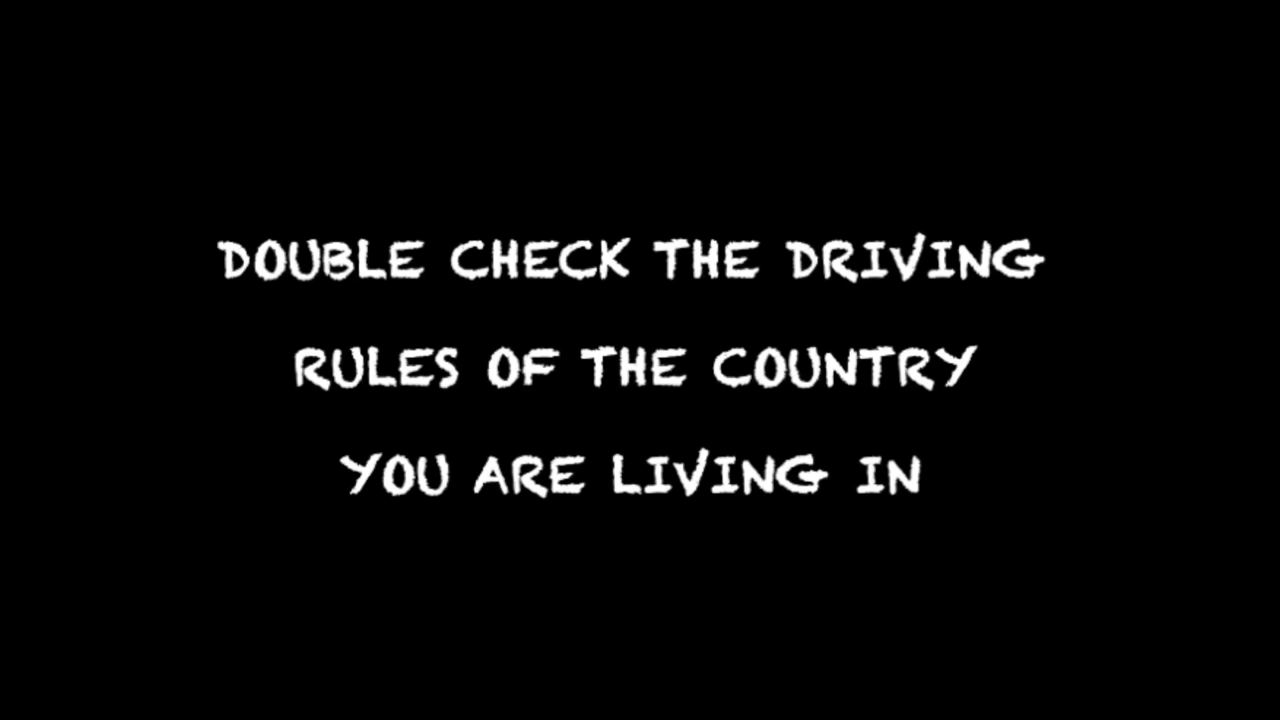 DOUBLE CHECK THE DRIVING
RULES OF THE COUNTRY
YOU ARE LIVING IN